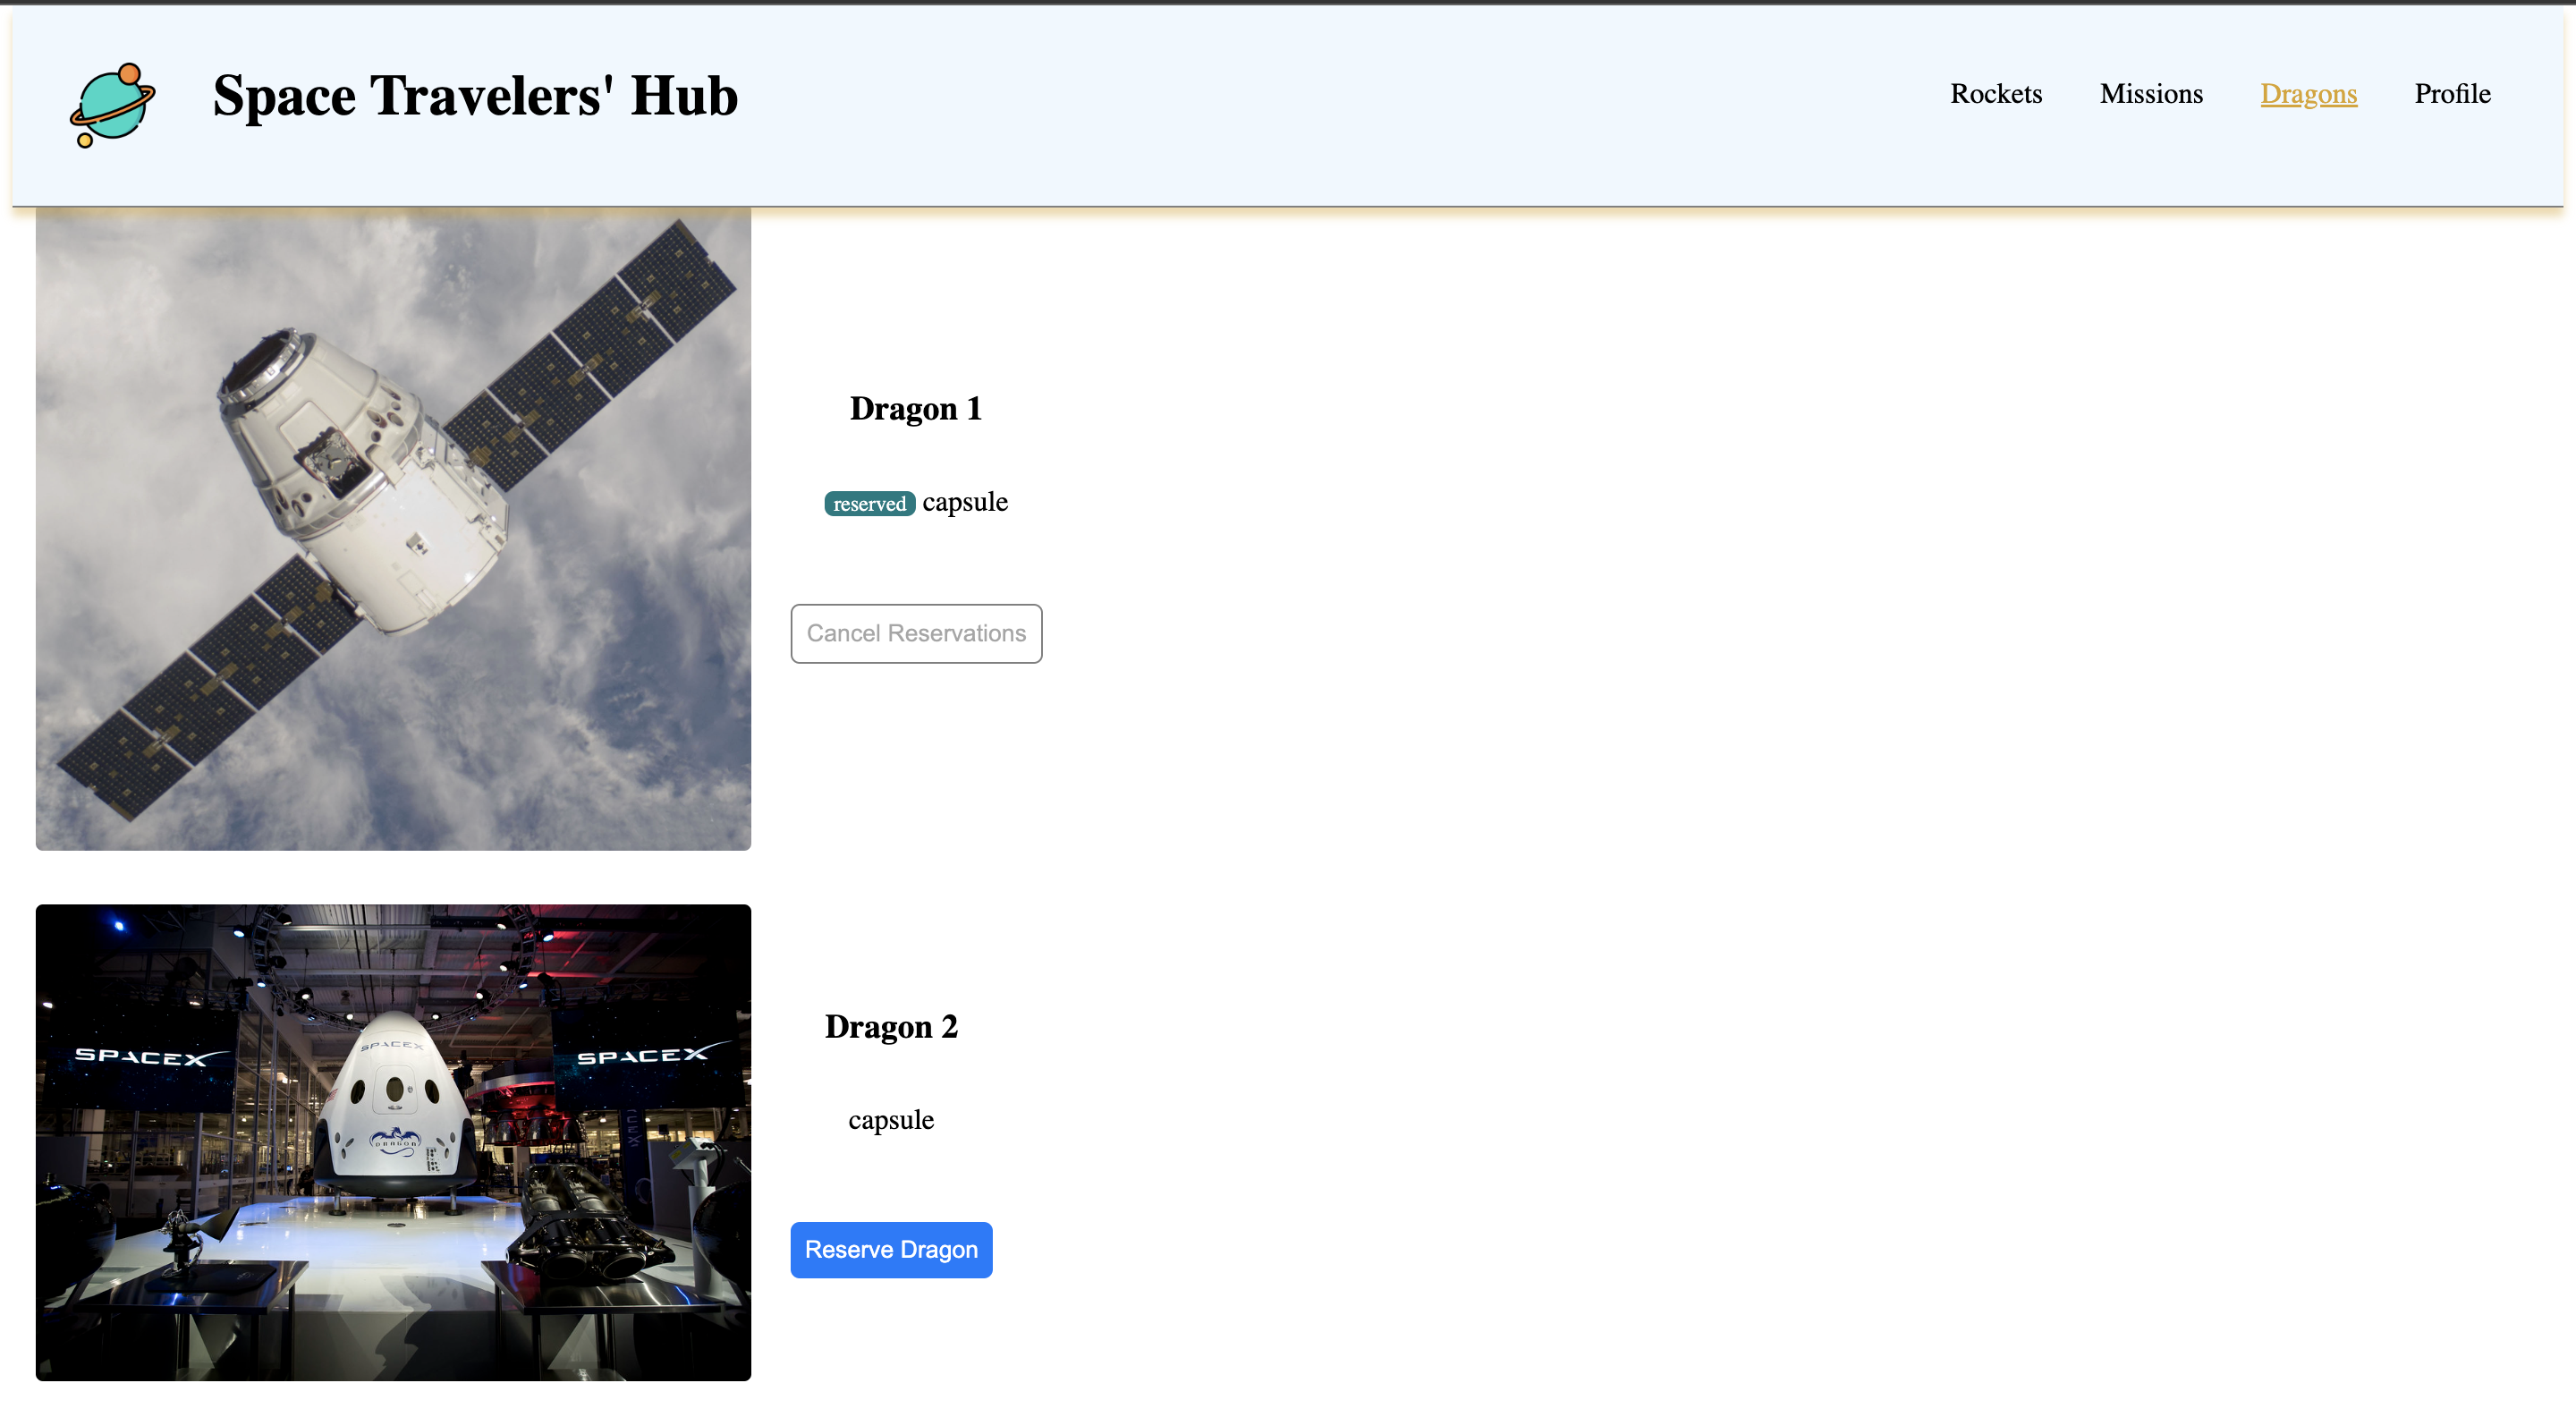 Space Travelers' Hub
Rockets
Missions
Dragons
Profile
Dragon 1
reserved capsule
Cancel Reservations
SPACEX
SPACEX
SPACEX
DRAGON
Dragon 2
capsule
Reserve Dragon